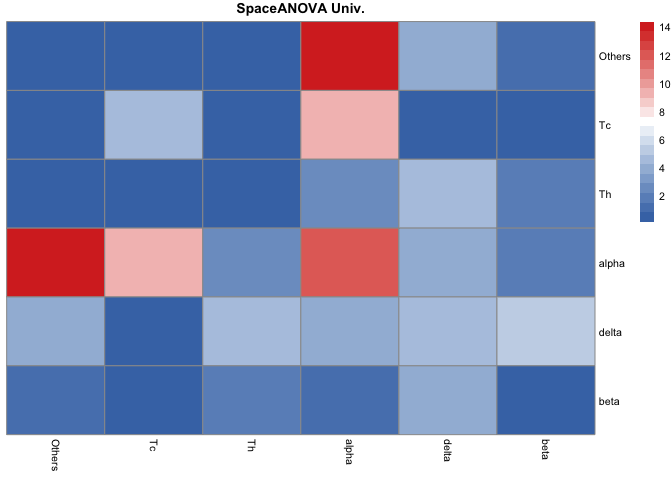 SpaceANOVA Univ.
14
12
10
8
6
4
2
Others
Tc
Th
alpha
delta
beta
Others
Tc
Th
alpha
delta
beta